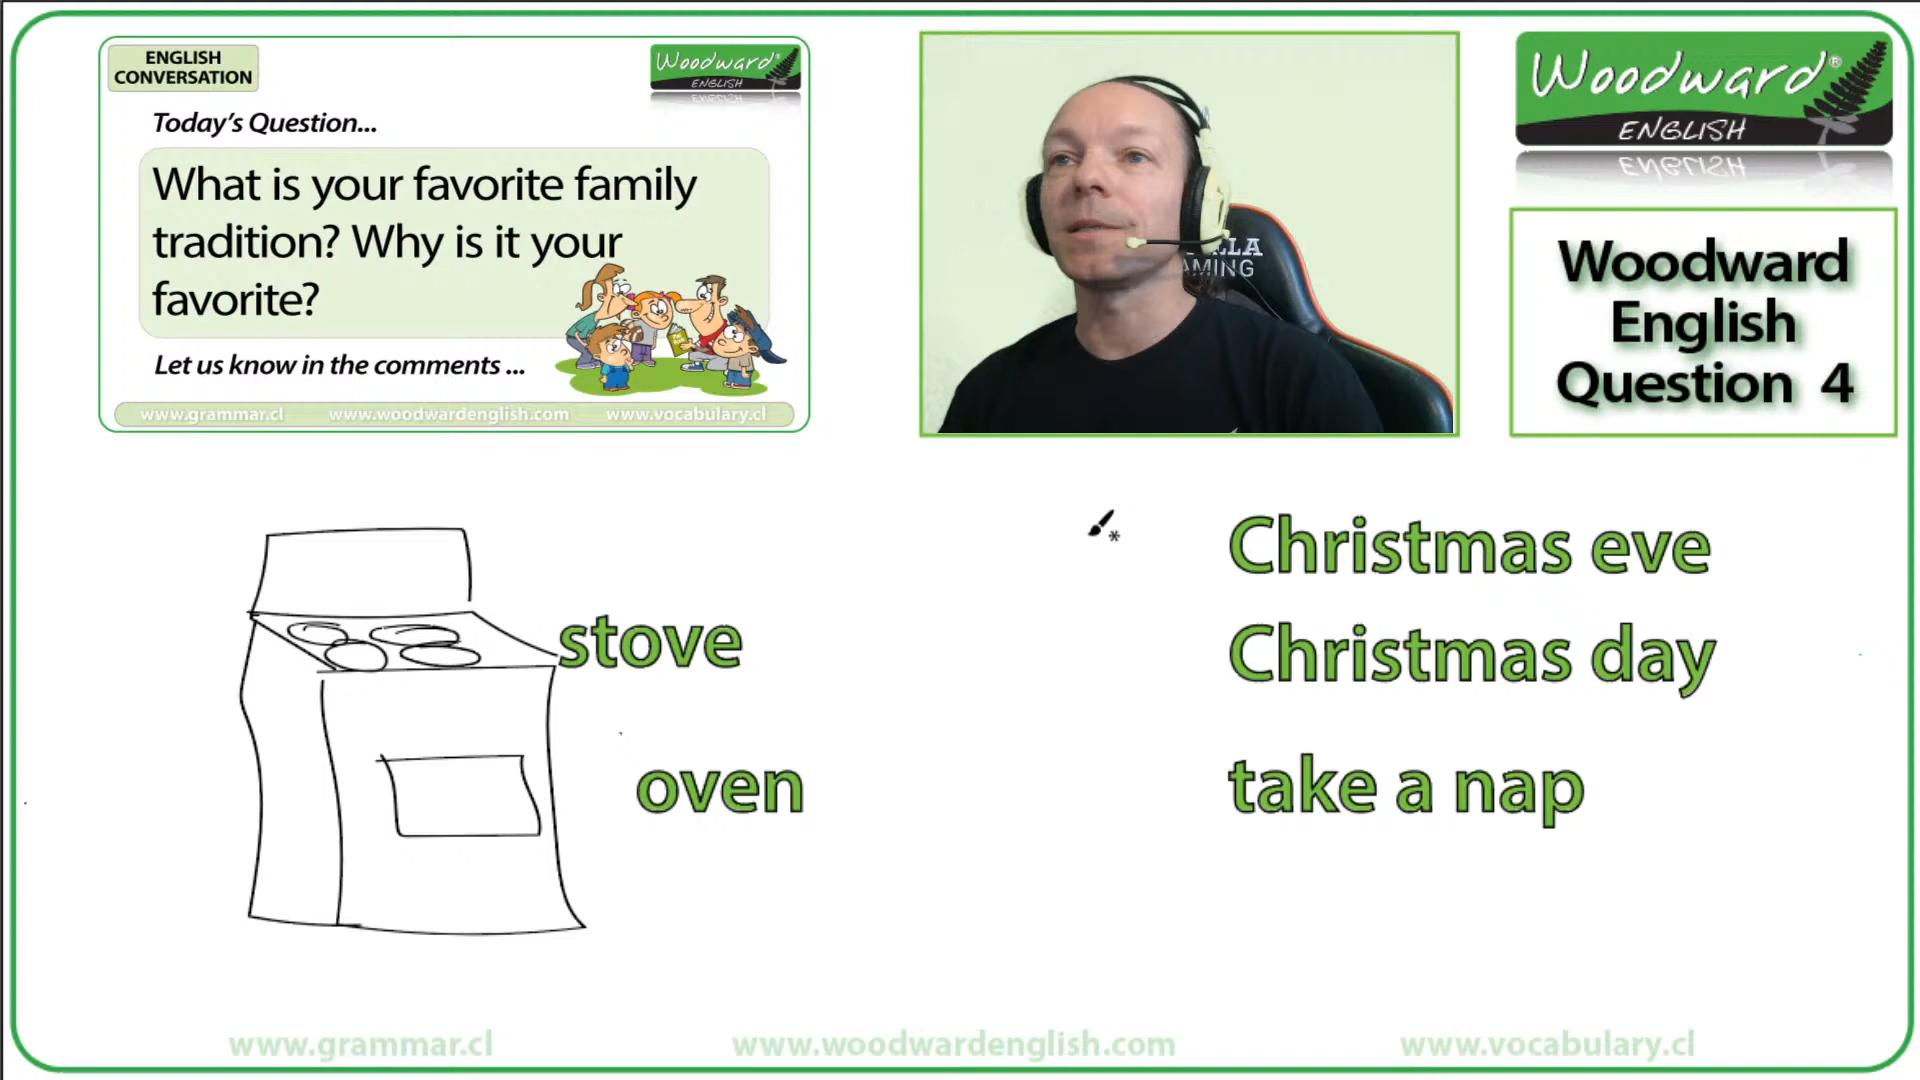 ENGLISH
CONVERSATION
Woodward®
ENGLISH
Today's Question...
What is your favorite family
tradition? Why is it your
favorite?
Let us know in the comments ...
www.grammar.cl www.woodwardenglish.com www.vocabulary.cl
GAMING
Woodward®
ENGLISH
Woodward
English
Question 4
stove
oven
Christmas eve
Christmas day
take a nap
www.grammar.cl www.woodwardenglish.com www.vocabulary.cl